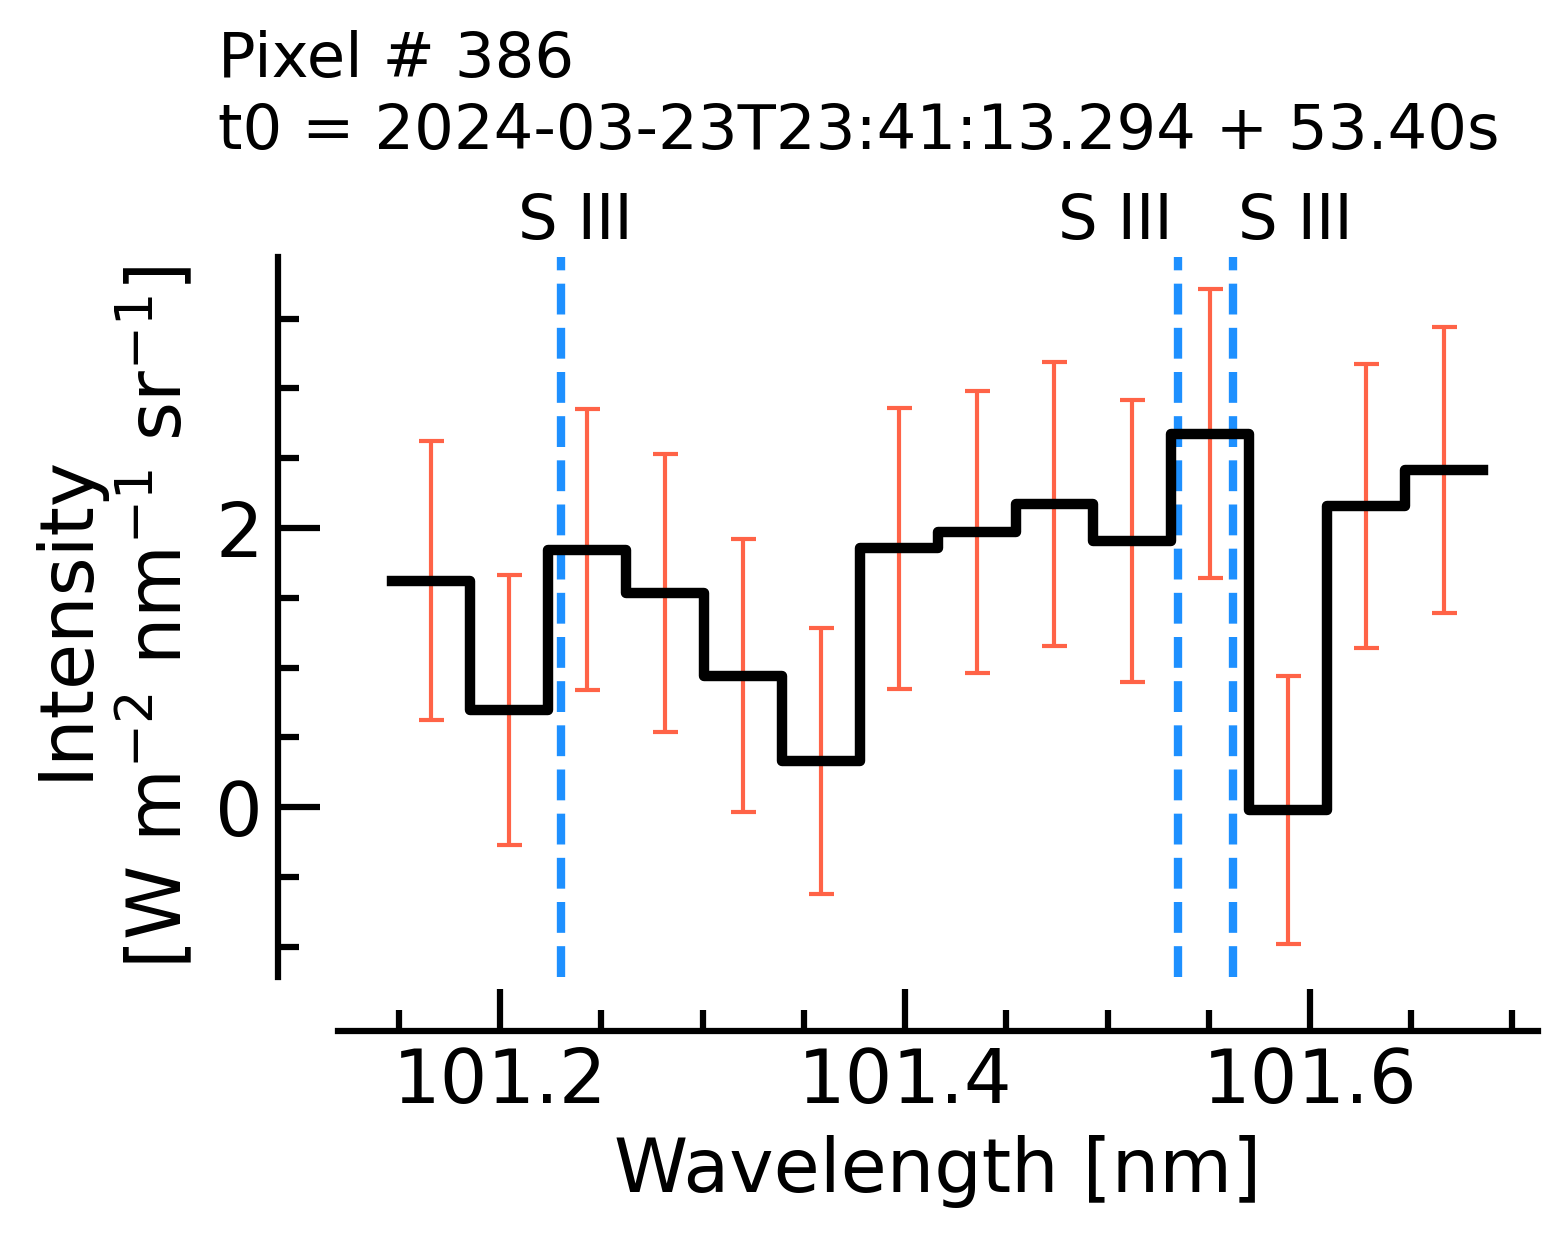 Pixel # 386
t0 = 2024-03-23T23:41:13.294 + 53.40s
S III S III S III
Intensity
[W m⁻² nm⁻¹ sr⁻¹]
2
0
101.2 101.4 101.6
Wavelength [nm]